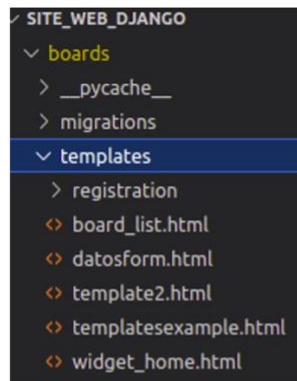 SITE_WEB_DJANGO
boards
__pycache__
migrations
templates
registration
board_list.html
datosform.html
template2.html
templatesexample.html
widget_home.html